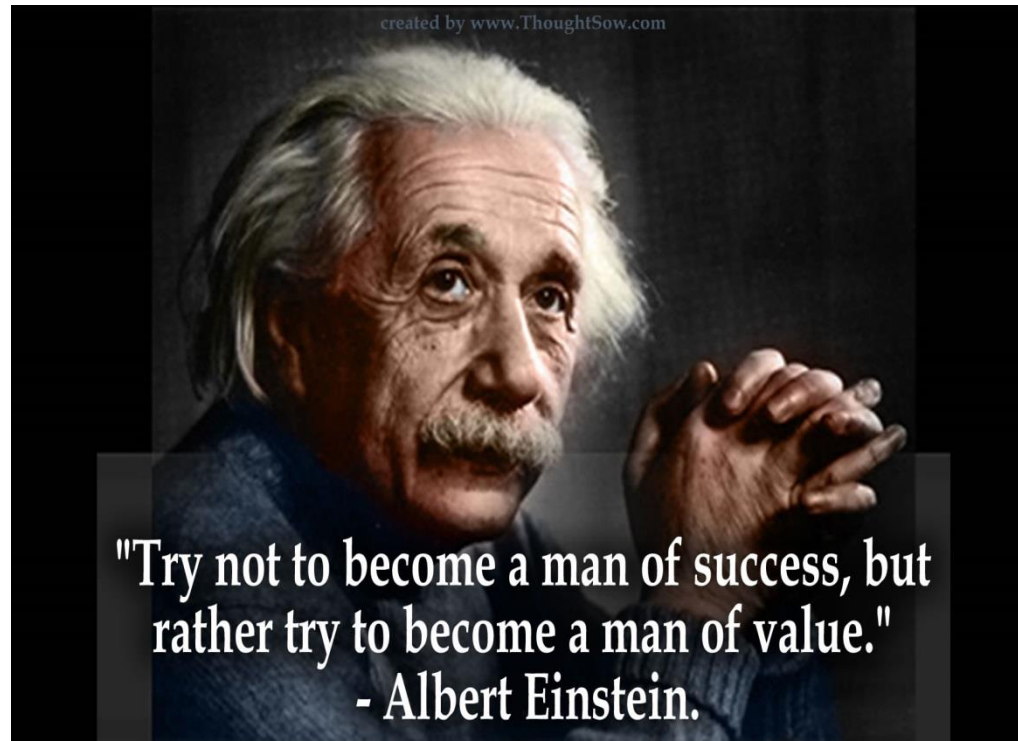 created by www.ThoughtSow.com
"Try not to become a man of success, but
rather try to become a man of value."
- Albert Einstein.